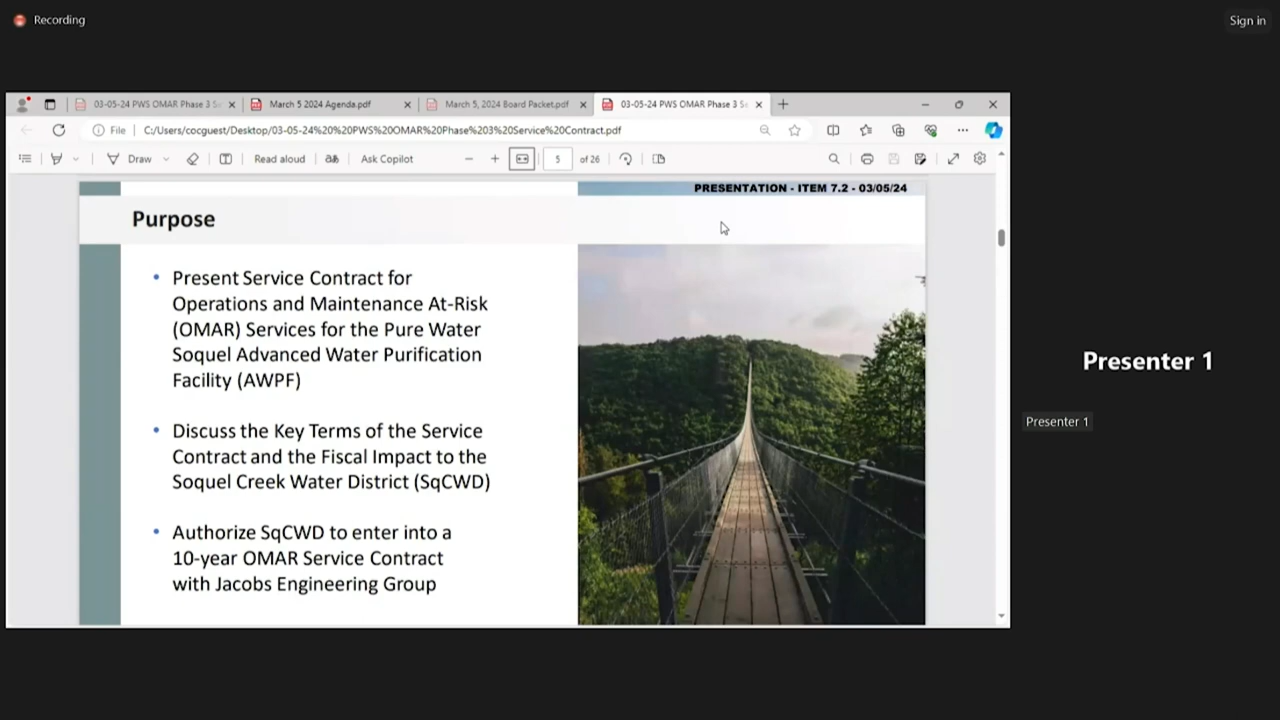 Recording
Sign in
03-05-24 PWS OMAR Phase 3 Se
March 5 2024 Agenda.pdf
March 5, 2024 Board Packet.pdf
03-05-24 PWS OMAR Phase 3 Se
File
C:/Users/cocguest/Desktop/03-05-24%20%20PWS%20OMAR%20Phase%203%20Service%20Contract.pdf
Draw
Read aloud
Ask Copilot
5
of 26
PRESENTATION - ITEM 7.2 - 03/05/24
Purpose
• Present Service Contract for
Operations and Maintenance At-Risk
(OMAR) Services for the Pure Water
Soquel Advanced Water Purification
Facility (AWPF)
• Discuss the Key Terms of the Service
Contract and the Fiscal Impact to the
Soquel Creek Water District (SqCWD)
• Authorize SqCWD to enter into a
10-year OMAR Service Contract
with Jacobs Engineering Group
Presenter 1
Presenter 1